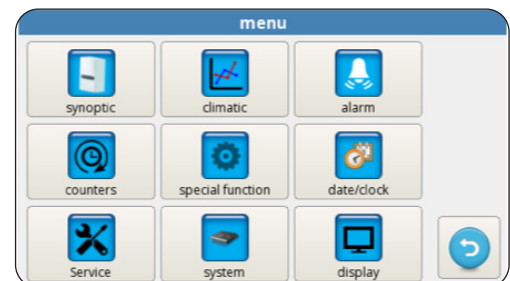 menu
synoptic climatic alarm
counters special function date/clock
Service system display